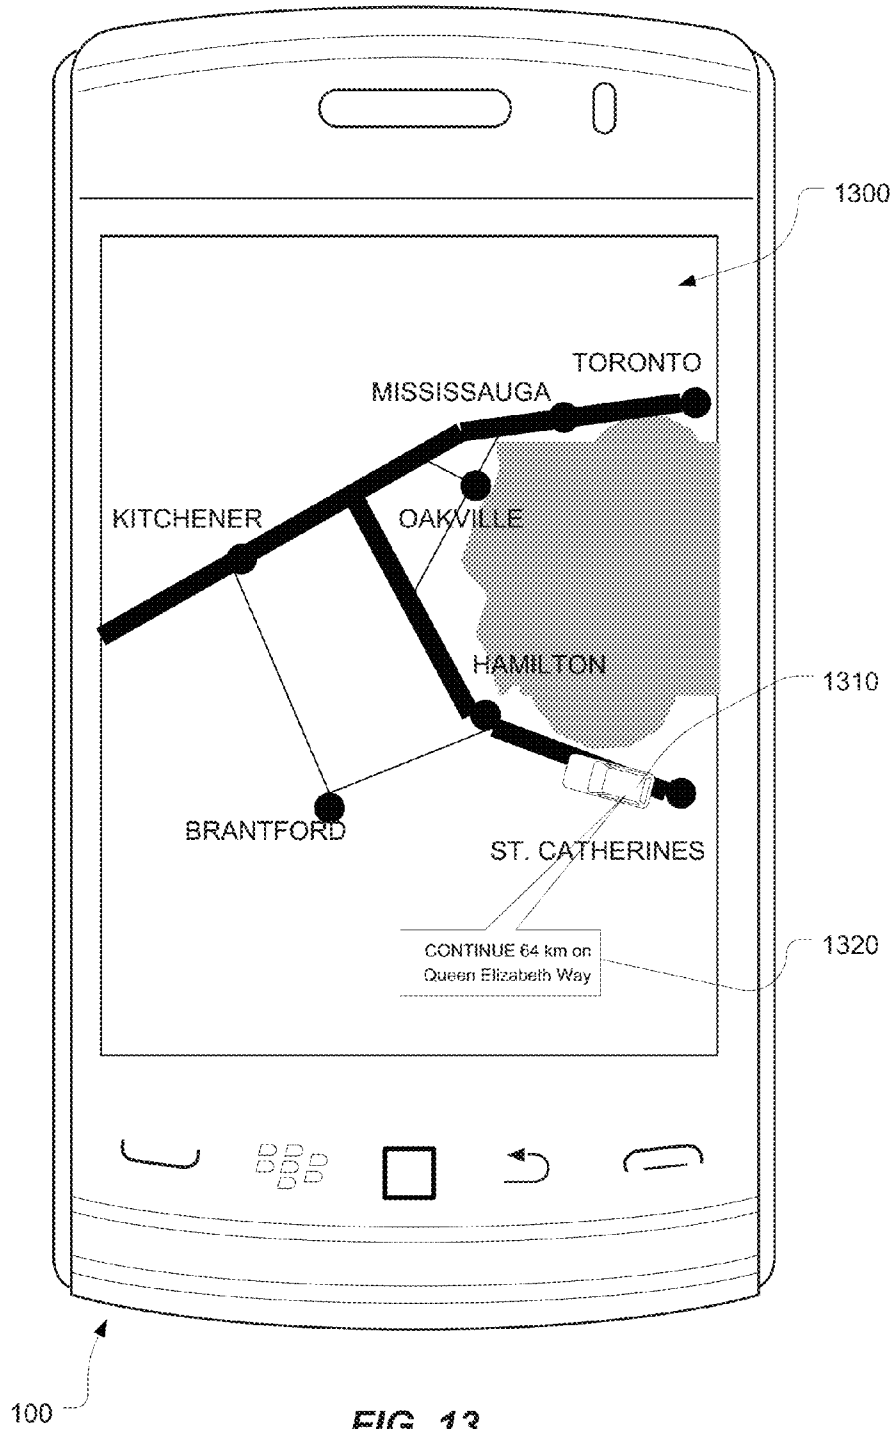 1300
TORONTO
MISSISSAUGA
KITCHENER
OAKVILLE
HAMILTON
1310
BRANTFORD
ST. CATHERINES
CONTINUE 64 km on
Queen Elizabeth Way
1320
100
FIG. 13